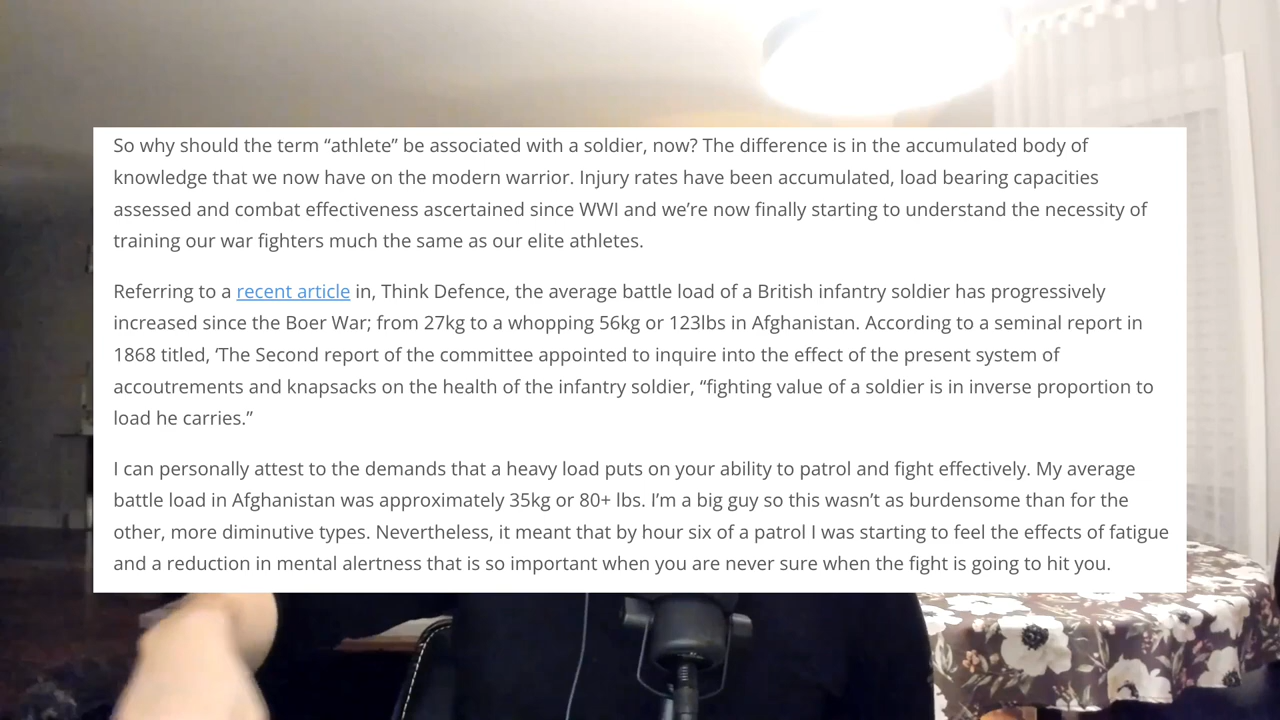 So why should the term “athlete” be associated with a soldier, now? The difference is in the accumulated body of
knowledge that we now have on the modern warrior. Injury rates have been accumulated, load bearing capacities
assessed and combat effectiveness ascertained since WWI and we’re now finally starting to understand the necessity of
training our war fighters much the same as our elite athletes.
Referring to a recent article in, Think Defence, the average battle load of a British infantry soldier has progressively
increased since the Boer War; from 27kg to a whopping 56kg or 123lbs in Afghanistan. According to a seminal report in
1868 titled, ‘The Second report of the committee appointed to inquire into the effect of the present system of
accoutrements and knapsacks on the health of the infantry soldier, “fighting value of a soldier is in inverse proportion to
load he carries.”
I can personally attest to the demands that a heavy load puts on your ability to patrol and fight effectively. My average
battle load in Afghanistan was approximately 35kg or 80+ lbs. I’m a big guy so this wasn’t as burdensome than for the
other, more diminutive types. Nevertheless, it meant that by hour six of a patrol I was starting to feel the effects of fatigue
and a reduction in mental alertness that is so important when you are never sure when the fight is going to hit you.